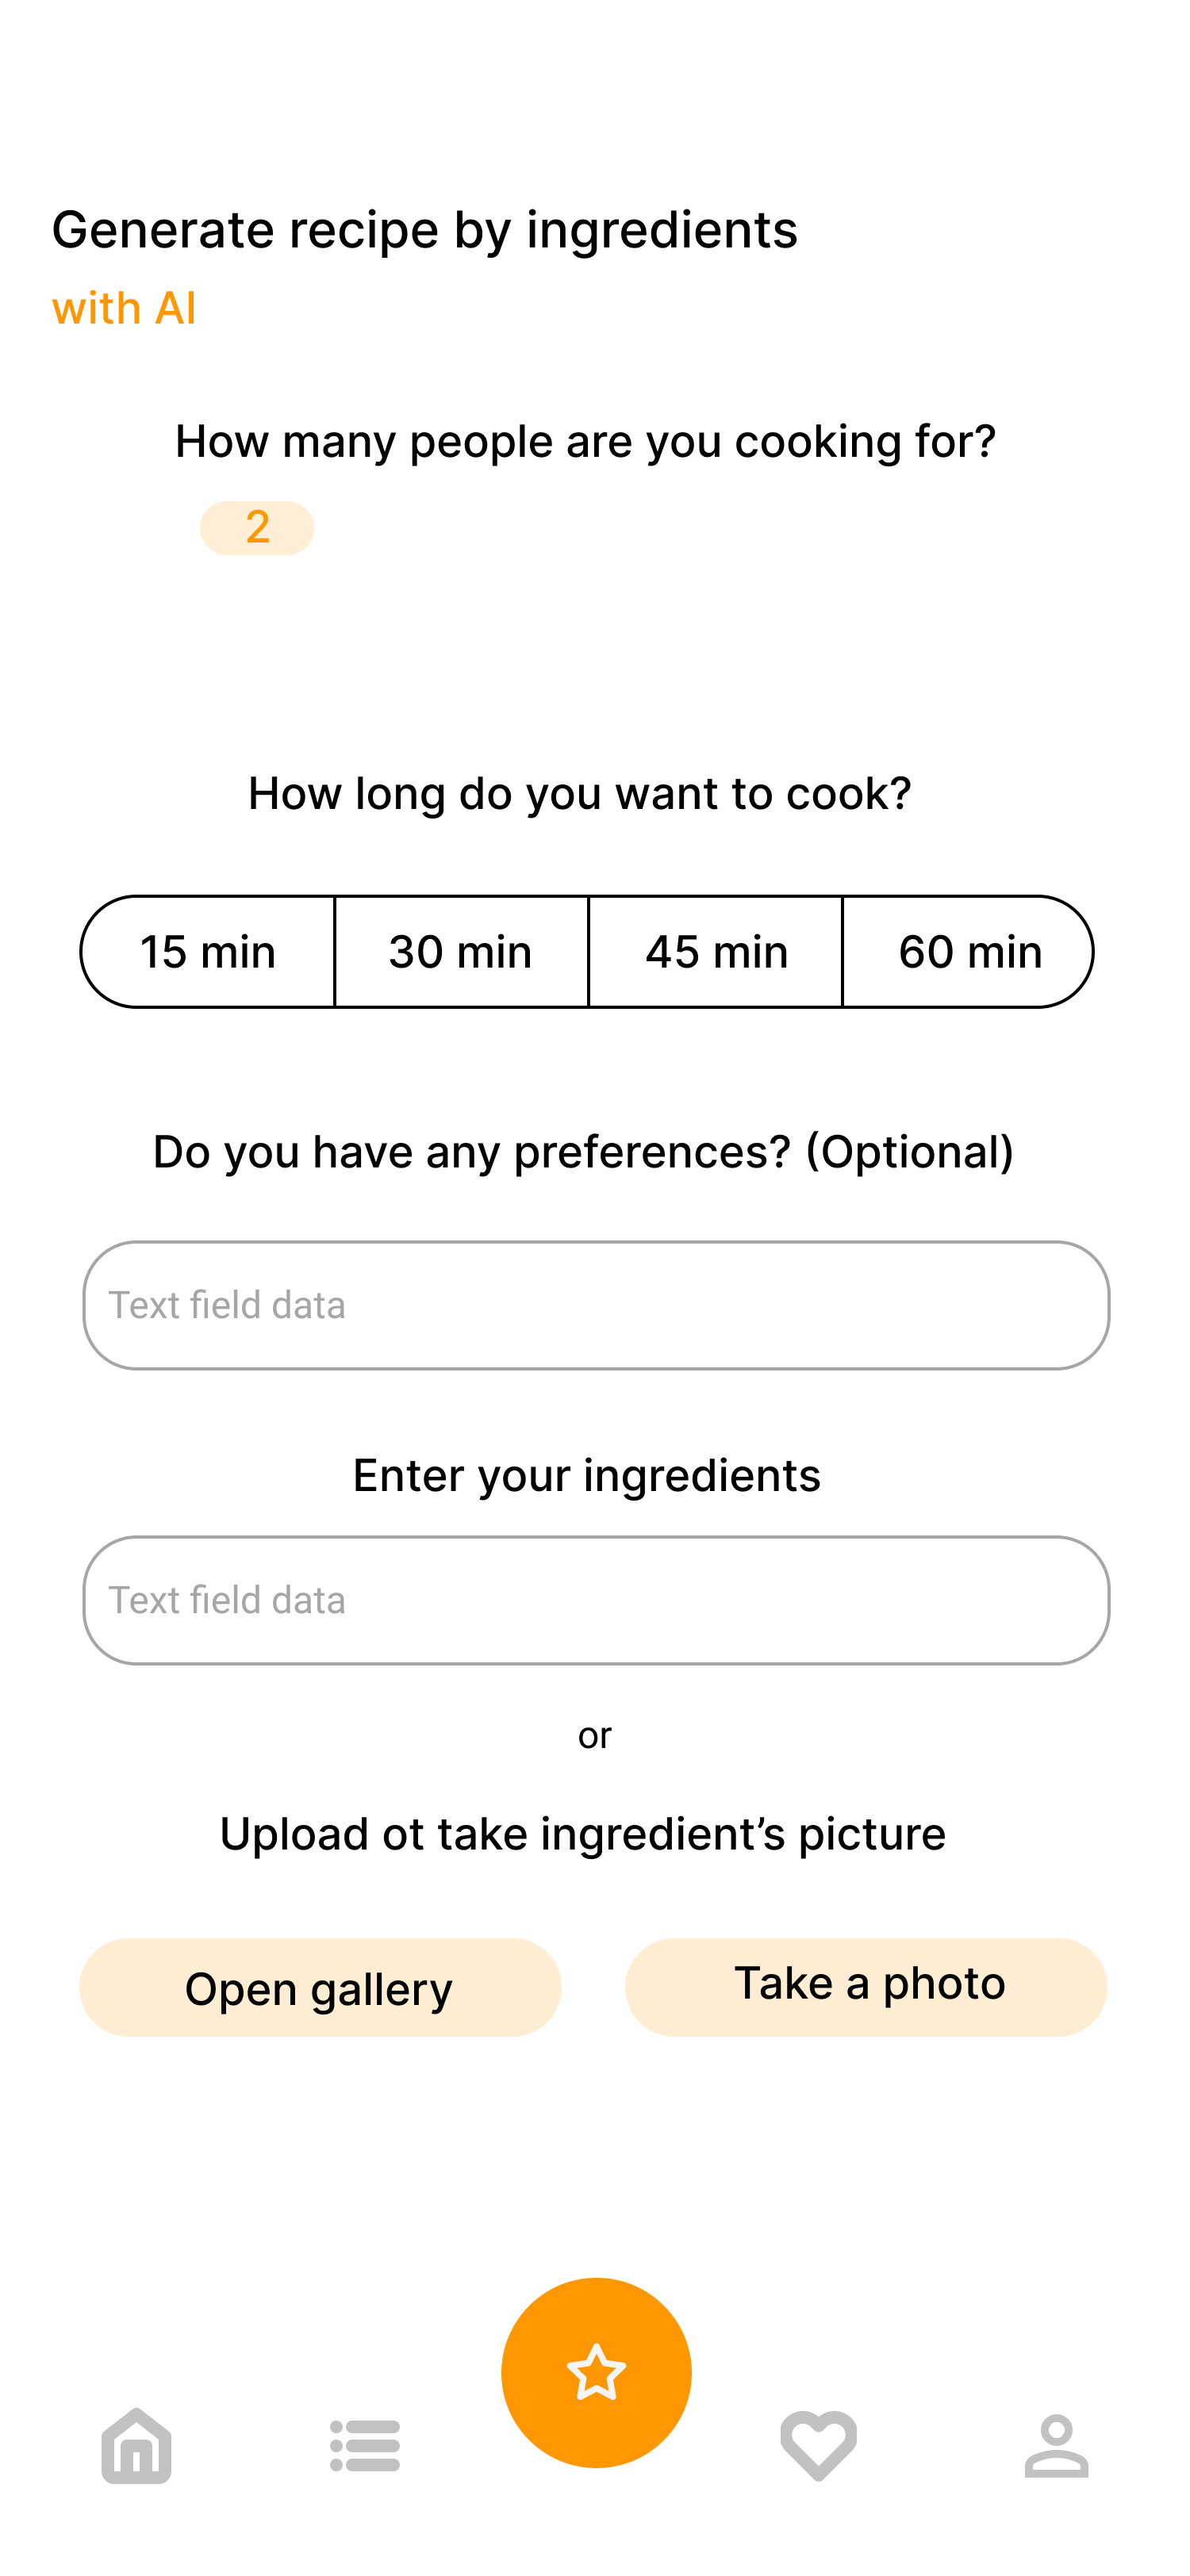 Generate recipe by ingredients
with AI
How many people are you cooking for?
2
How long do you want to cook?
15 min 30 min 45 min 60 min
Do you have any preferences? (Optional)
Text field data
Enter your ingredients
Text field data
or
Upload ot take ingredient’s picture
Open gallery Take a photo